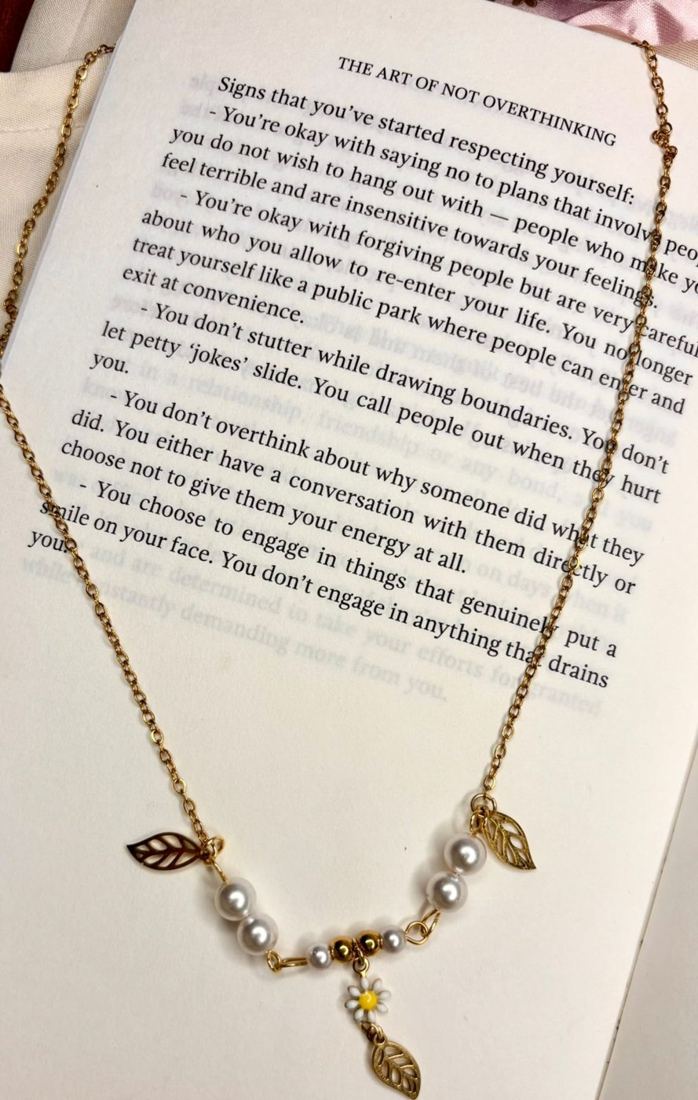 THE ART OF NOT OVERTHINKING
Signs that you've started respecting yourself:
- You're okay with saying no to plans that involve peo
you do not wish to hang out with — people who make yo
feel terrible and are insensitive towards your feelings.
- You're okay with forgiving people but are very careful
about who you allow to re-enter your life. You no longer
treat yourself like a public park where people can enter and
exit at convenience.
- You don't stutter while drawing boundaries. You don't
let petty 'jokes' slide. You call people out when they hurt
you.
- You don't overthink about why someone did what they
did. You either have a conversation with them directly or
choose not to give them your energy at all.
- You choose to engage in things that genuinely put a
smile on your face. You don't engage in anything that drains
you.